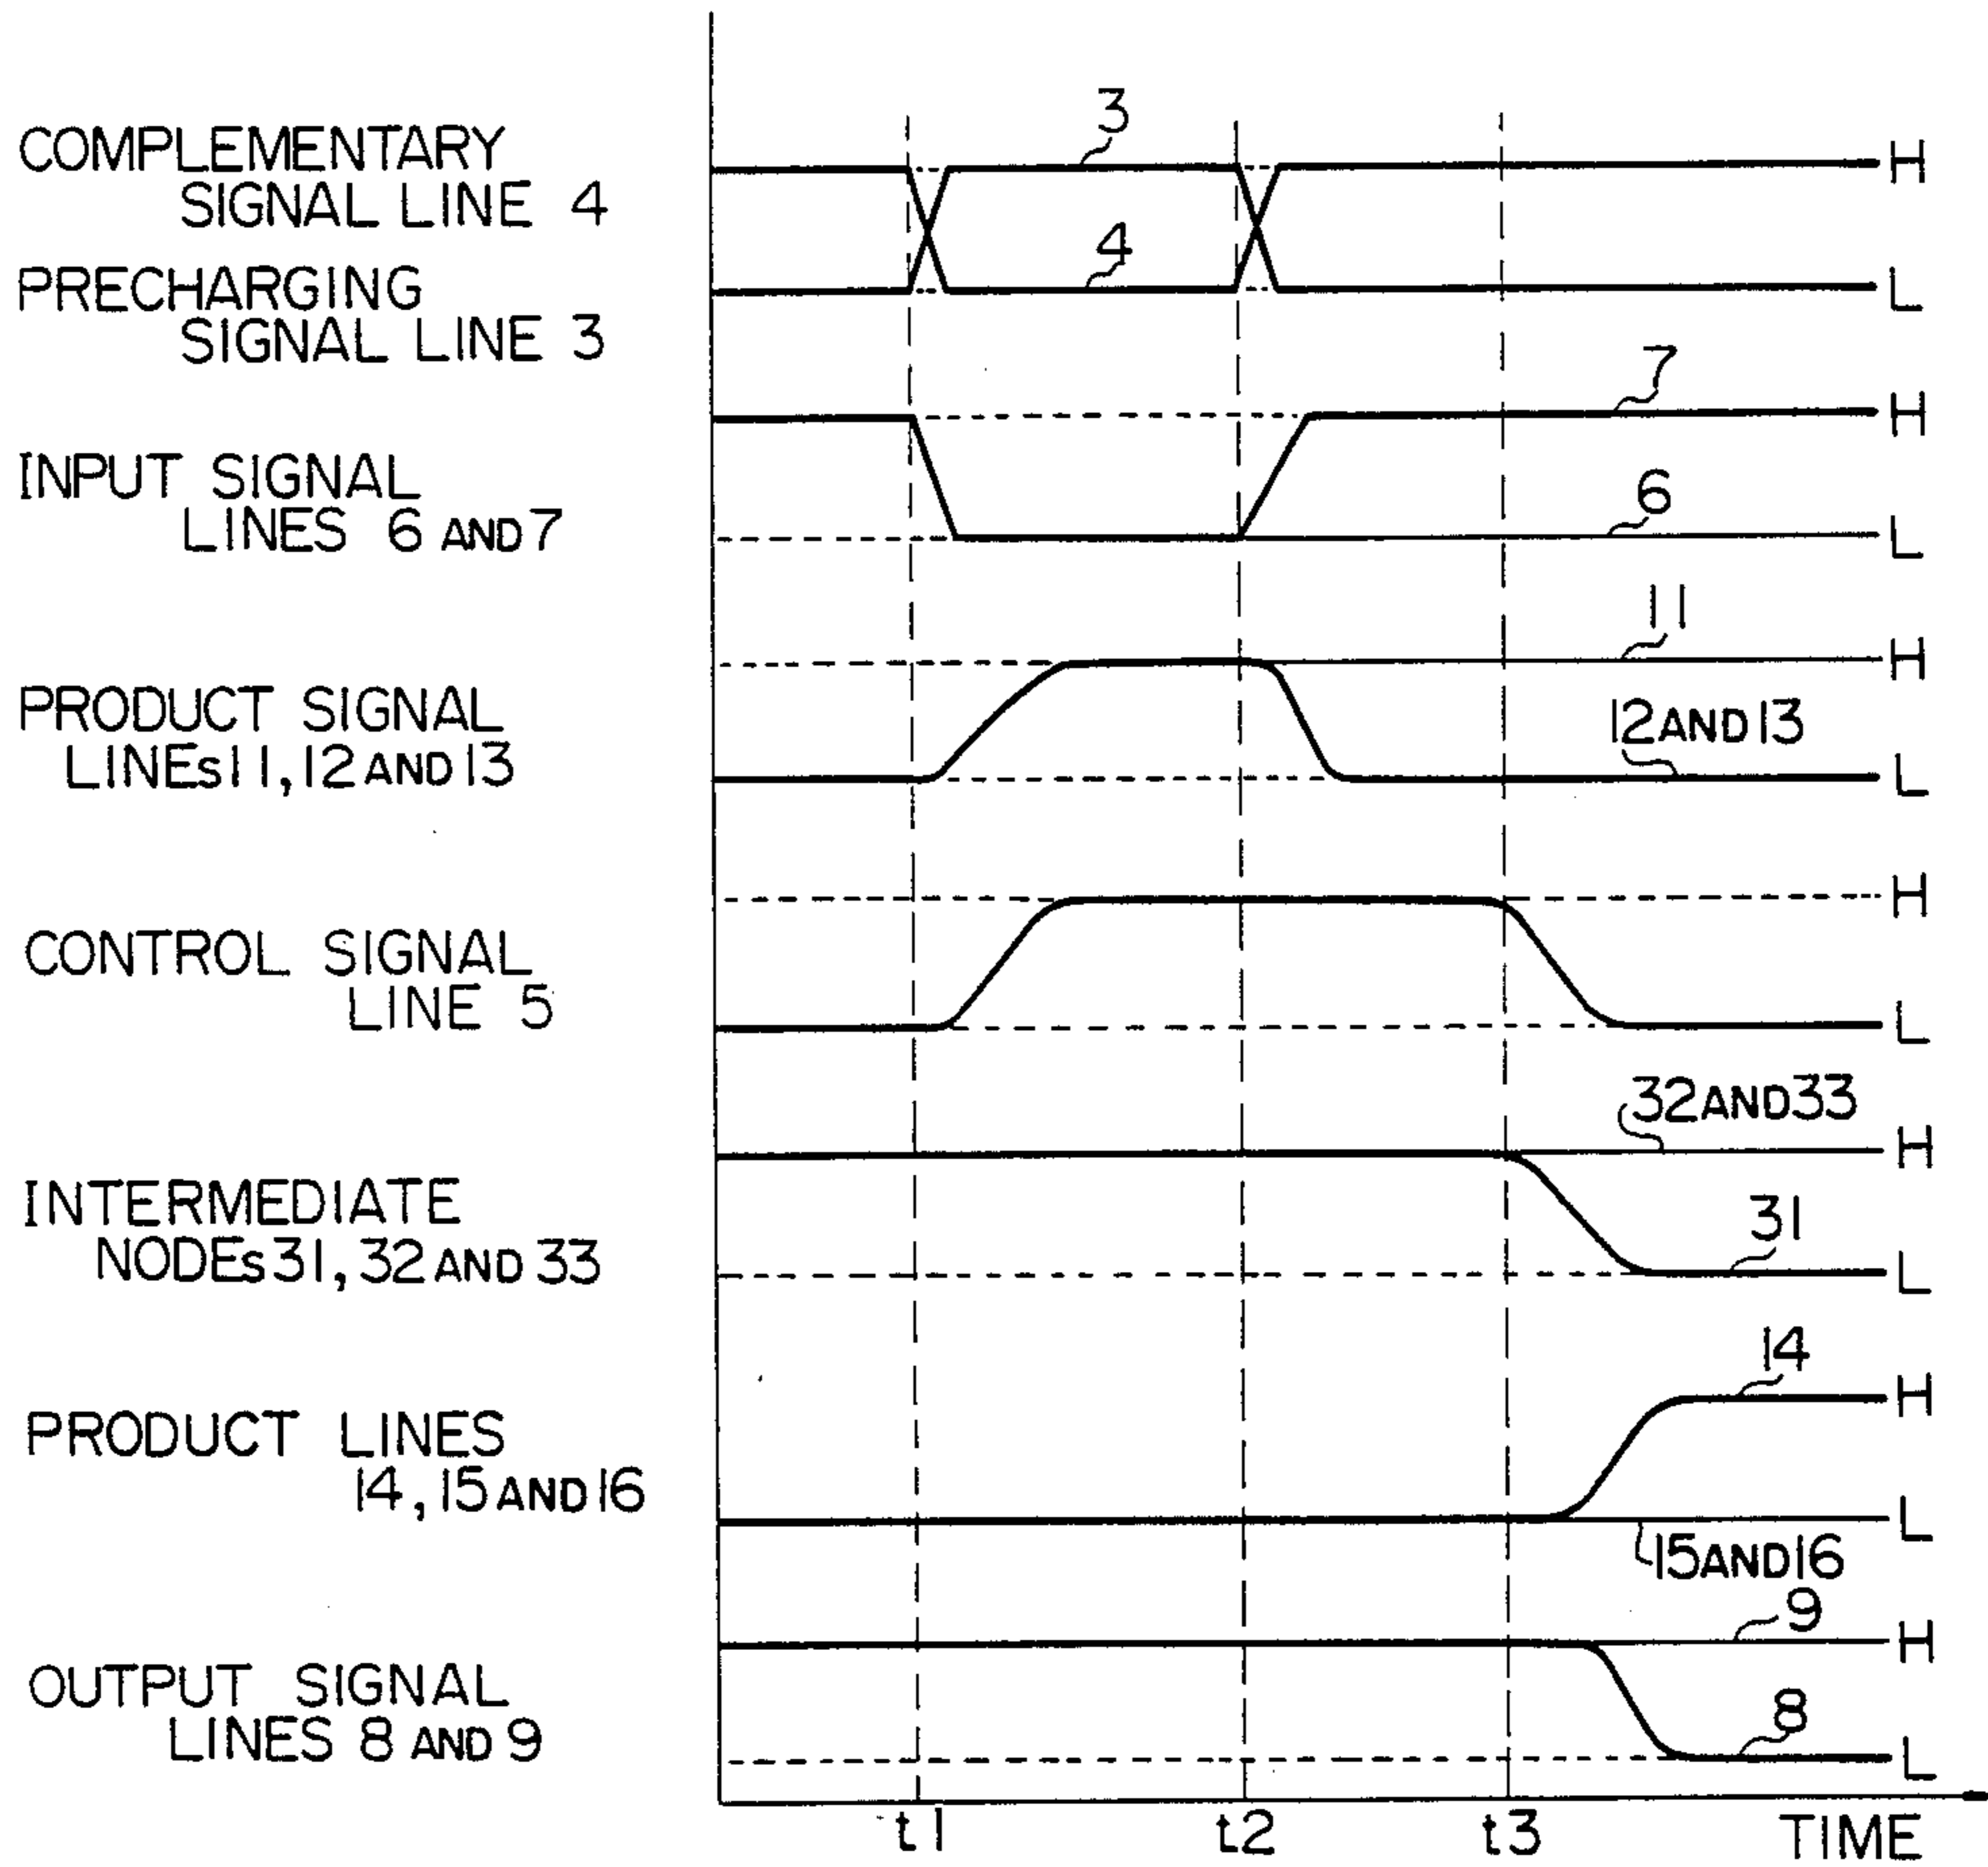 COMPLEMENTARY
SIGNAL LINE 4
3
H
4
PRECHARGING
SIGNAL LINE 3
L
7
H
INPUT SIGNAL
LINES 6 AND 7
6
L
11
H
PRODUCT SIGNAL
LINEs 11, 12 AND 13
12 AND 13
L
H
CONTROL SIGNAL
LINE 5
L
32 AND 33
H
INTERMEDIATE
NODEs 31, 32 AND 33
31
L
14
H
PRODUCT LINES
14, 15 AND 16
L
15 AND 16
9
H
OUTPUT SIGNAL
LINES 8 AND 9
8
L
t1 t2 t3 TIME